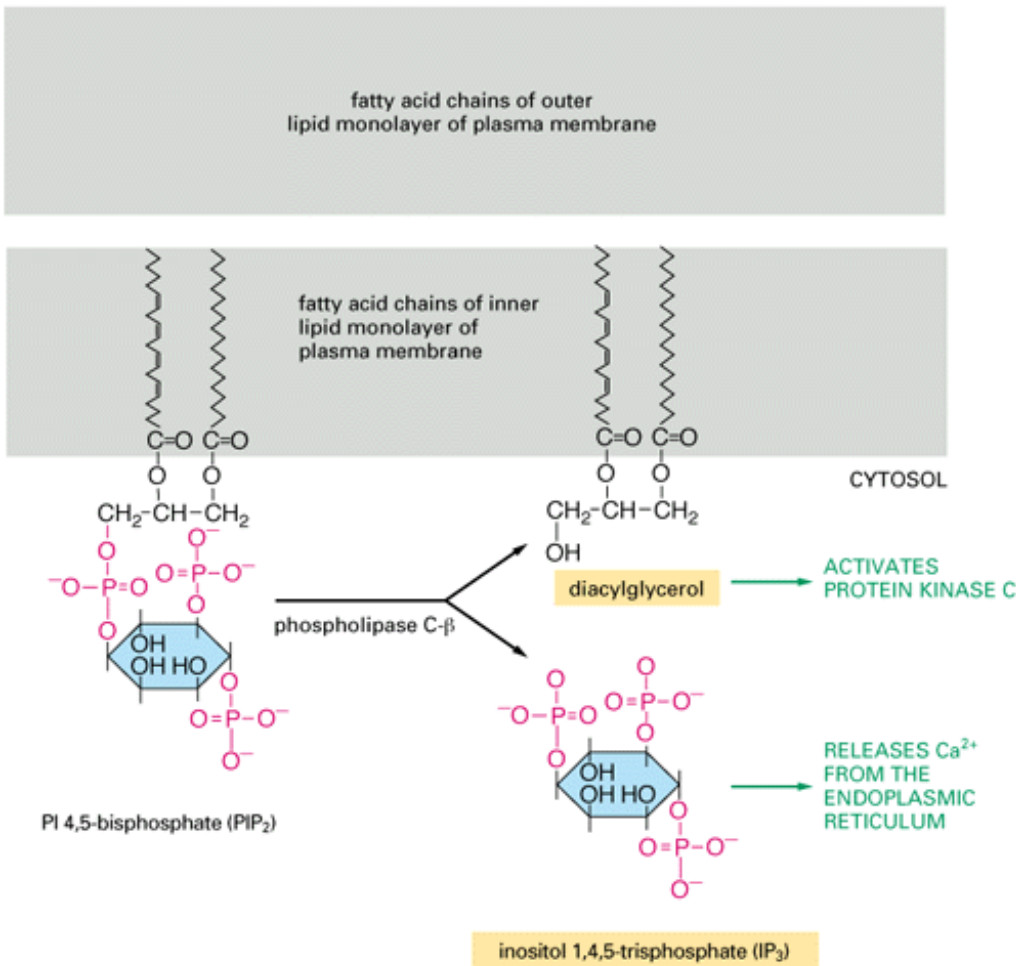 fatty acid chains of outer
lipid monolayer of plasma membrane
fatty acid chains of inner
lipid monolayer of
plasma membrane
C=O C=O
O O
CH₂-CH-CH₂
O
⁻O-P=O
O
O⁻
O=P-O⁻
O
OH
OH HO
O
O=P-O⁻
O⁻
PI 4,5-bisphosphate (PIP₂)
phospholipase C-β
C=O C=O
O O
CH₂-CH-CH₂
OH
CYTOSOL
diacylglycerol
ACTIVATES
PROTEIN KINASE C
O
⁻O-P=O
O
O
O=P-O⁻
O
OH
OH HO
O
O=P-O⁻
O⁻
RELEASES Ca²⁺
FROM THE
ENDOPLASMIC
RETICULUM
inositol 1,4,5-trisphosphate (IP₃)